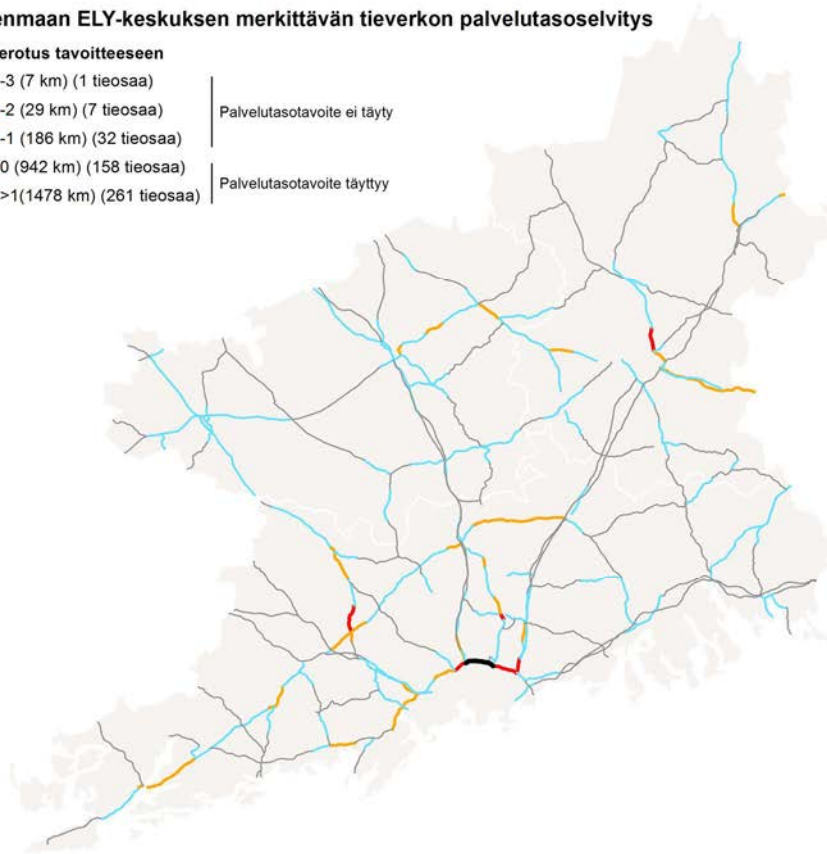 enmaan ELY-keskuksen merkittävän tieverkon palvelutasoselvitys
erotus tavoitteeseen
-3 (7 km) (1 tieosaa)
-2 (29 km) (7 tieosaa)
Palvelutasotavoite ei täyty
-1 (186 km) (32 tieosaa)
0 (942 km) (158 tieosaa)
Palvelutasotavoite täyttyy
>1(1478 km) (261 tieosaa)